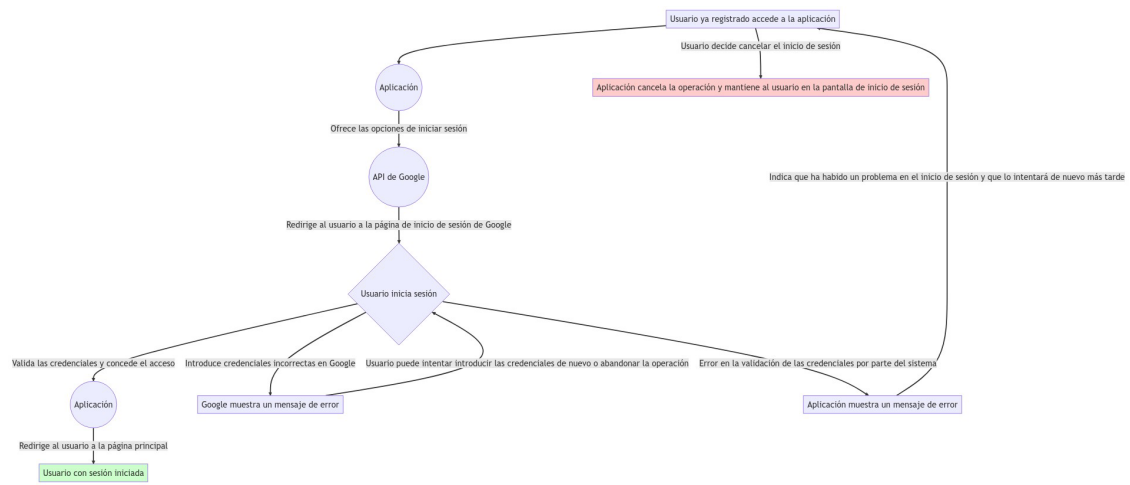 Usuario ya registrado accede a la aplicación
Usuario decide cancelar el inicio de sesión
Aplicación
Aplicación cancela la operación y mantiene al usuario en la pantalla de inicio de sesión
Ofrece las opciones de iniciar sesión
API de Google
Indica que ha habido un problema en el inicio de sesión y que lo intentará de nuevo más tarde
Redirige al usuario a la página de inicio de sesión de Google
Usuario inicia sesión
Valida las credenciales y concede el acceso
Introduce credenciales incorrectas en Google
Usuario puede intentar introducir las credenciales de nuevo o abandonar la operación
Error en la validación de las credenciales por parte del sistema
Aplicación
Google muestra un mensaje de error
Aplicación muestra un mensaje de error
Redirige al usuario a la página principal
Usuario con sesión iniciada